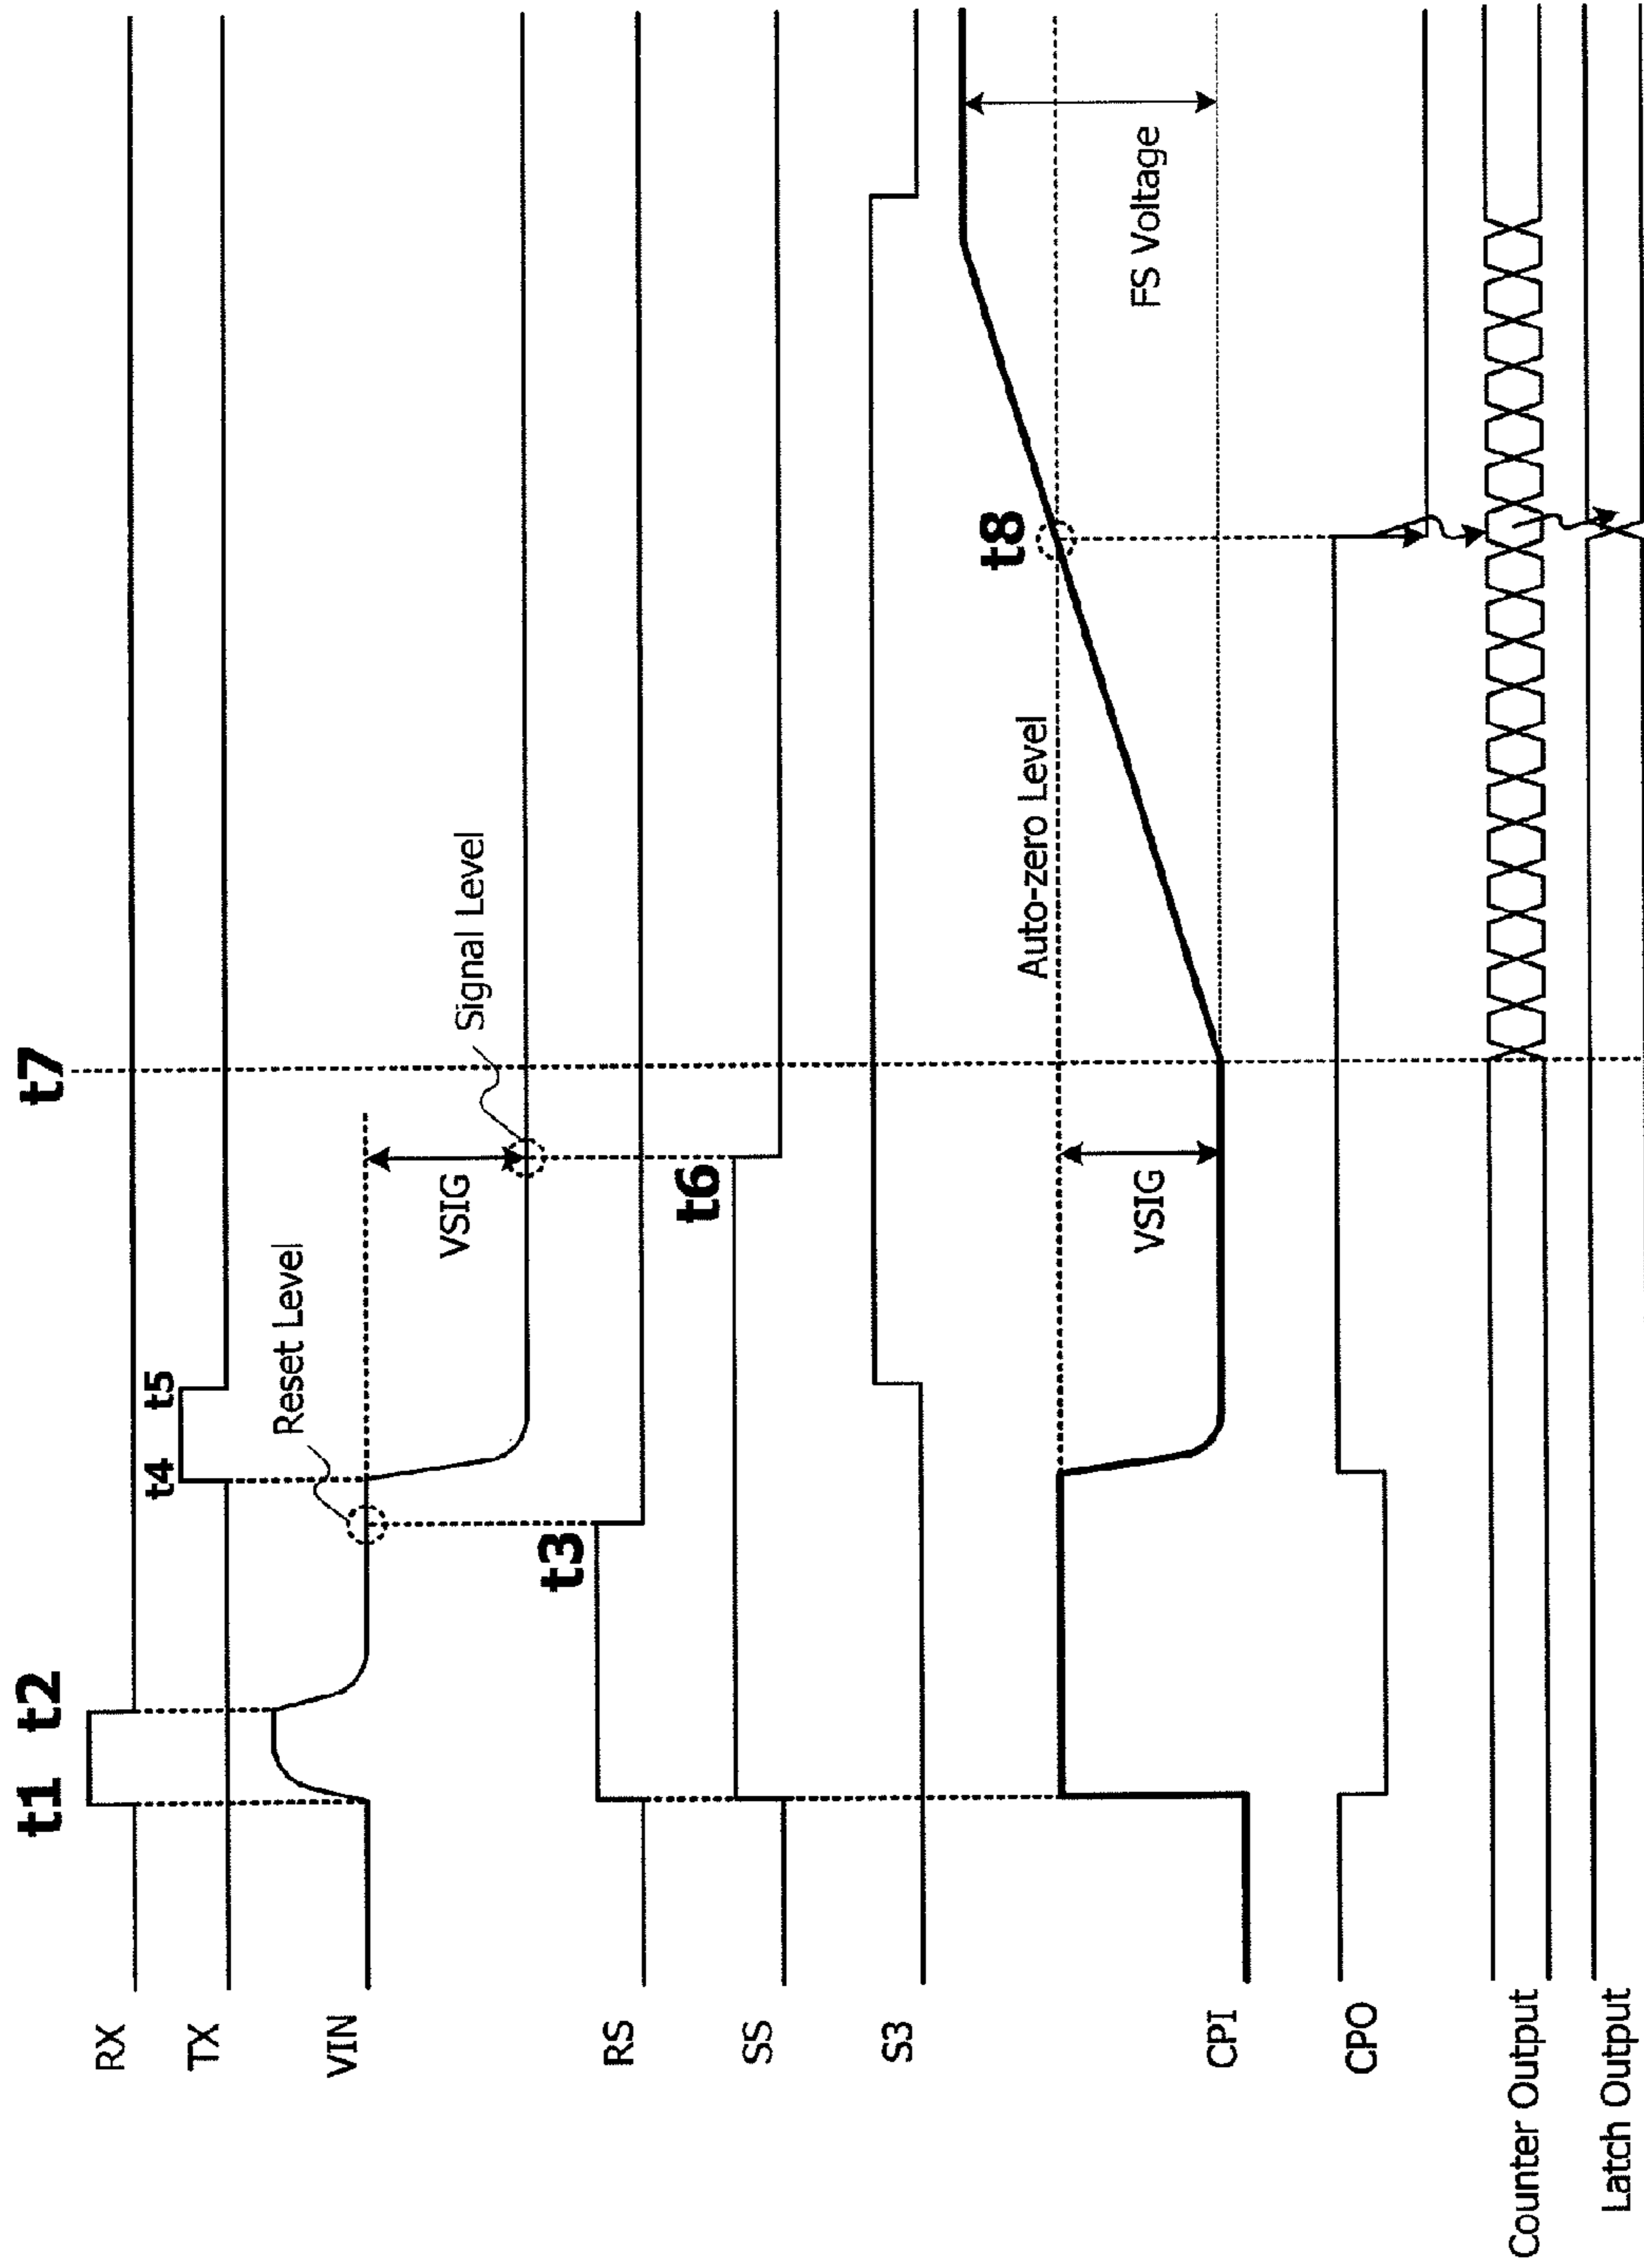 t1
t2
t7
RX
t4
t5
TX
Reset Level
Signal Level
VIN
VSIG
t3
RS
t6
SS
S3
t8
Auto-zero Level
FS Voltage
VSIG
CPI
CPO
Counter Output
Latch Output